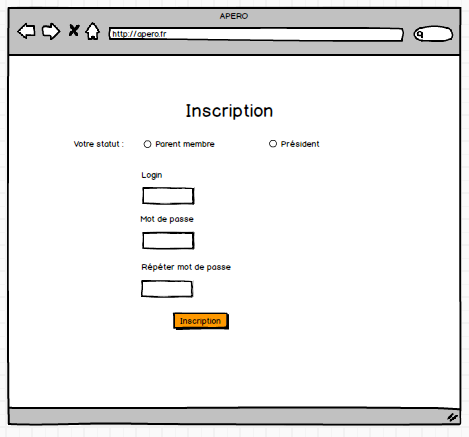 APERO
http://apero.fr
Inscription
Votre statut : Parent membre Président
Login
Mot de passe
Répéter mot de passe
Inscription